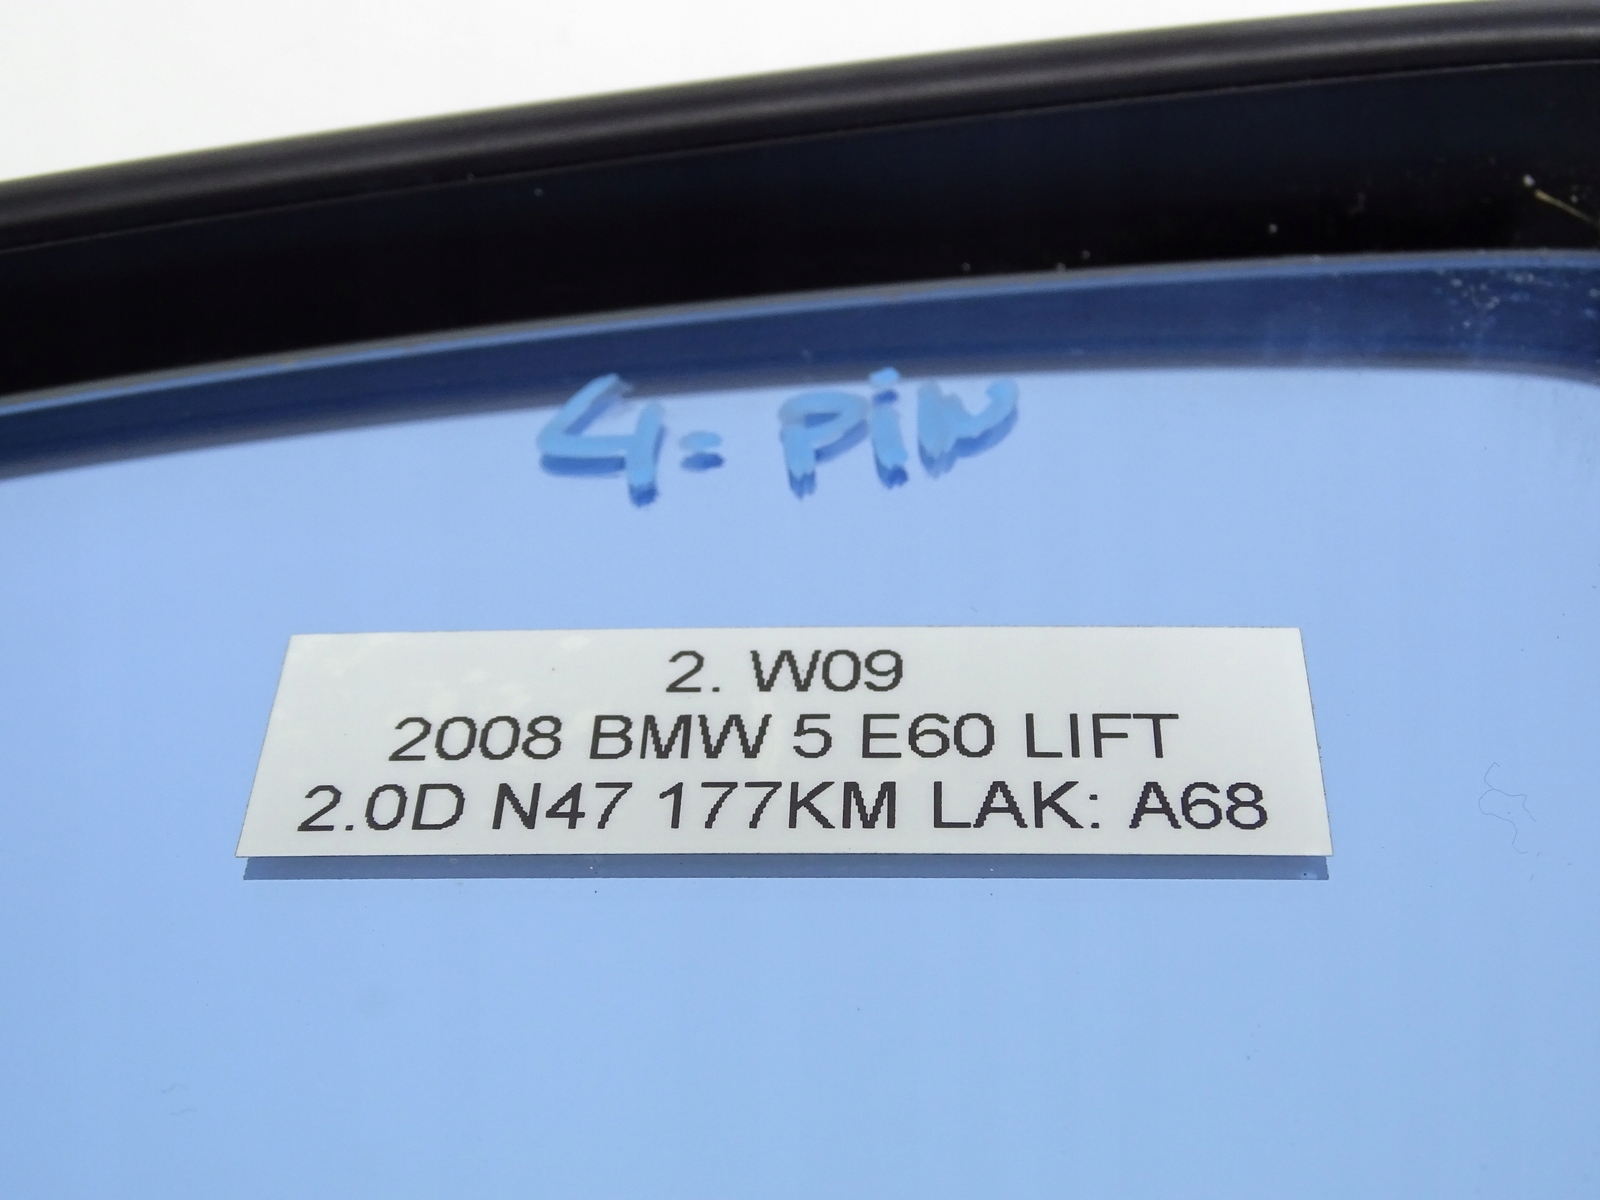 4-pin
2. W09
2008 BMW 5 E60 LIFT
2.0D N47 177KM LAK: A68